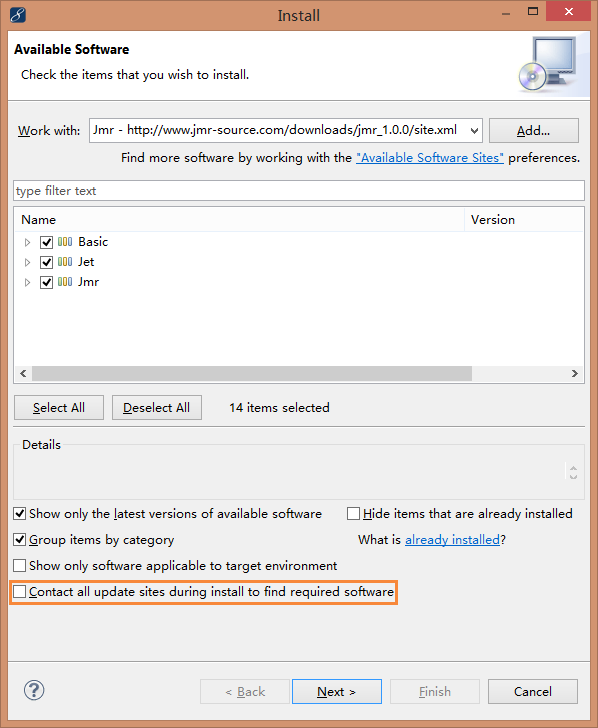 Install
Available Software
Check the items that you wish to install.
Work with: Jmr - http://www.jmr-source.com/downloads/jmr_1.0.0/site.xml Add...
Find more software by working with the "Available Software Sites" preferences.
type filter text
Name Version
Basic
Jet
Jmr
Select All Deselect All 14 items selected
Details
Show only the latest versions of available software Hide items that are already installed
Group items by category What is already installed?
Show only software applicable to target environment
Contact all update sites during install to find required software
? < Back Next > Finish Cancel